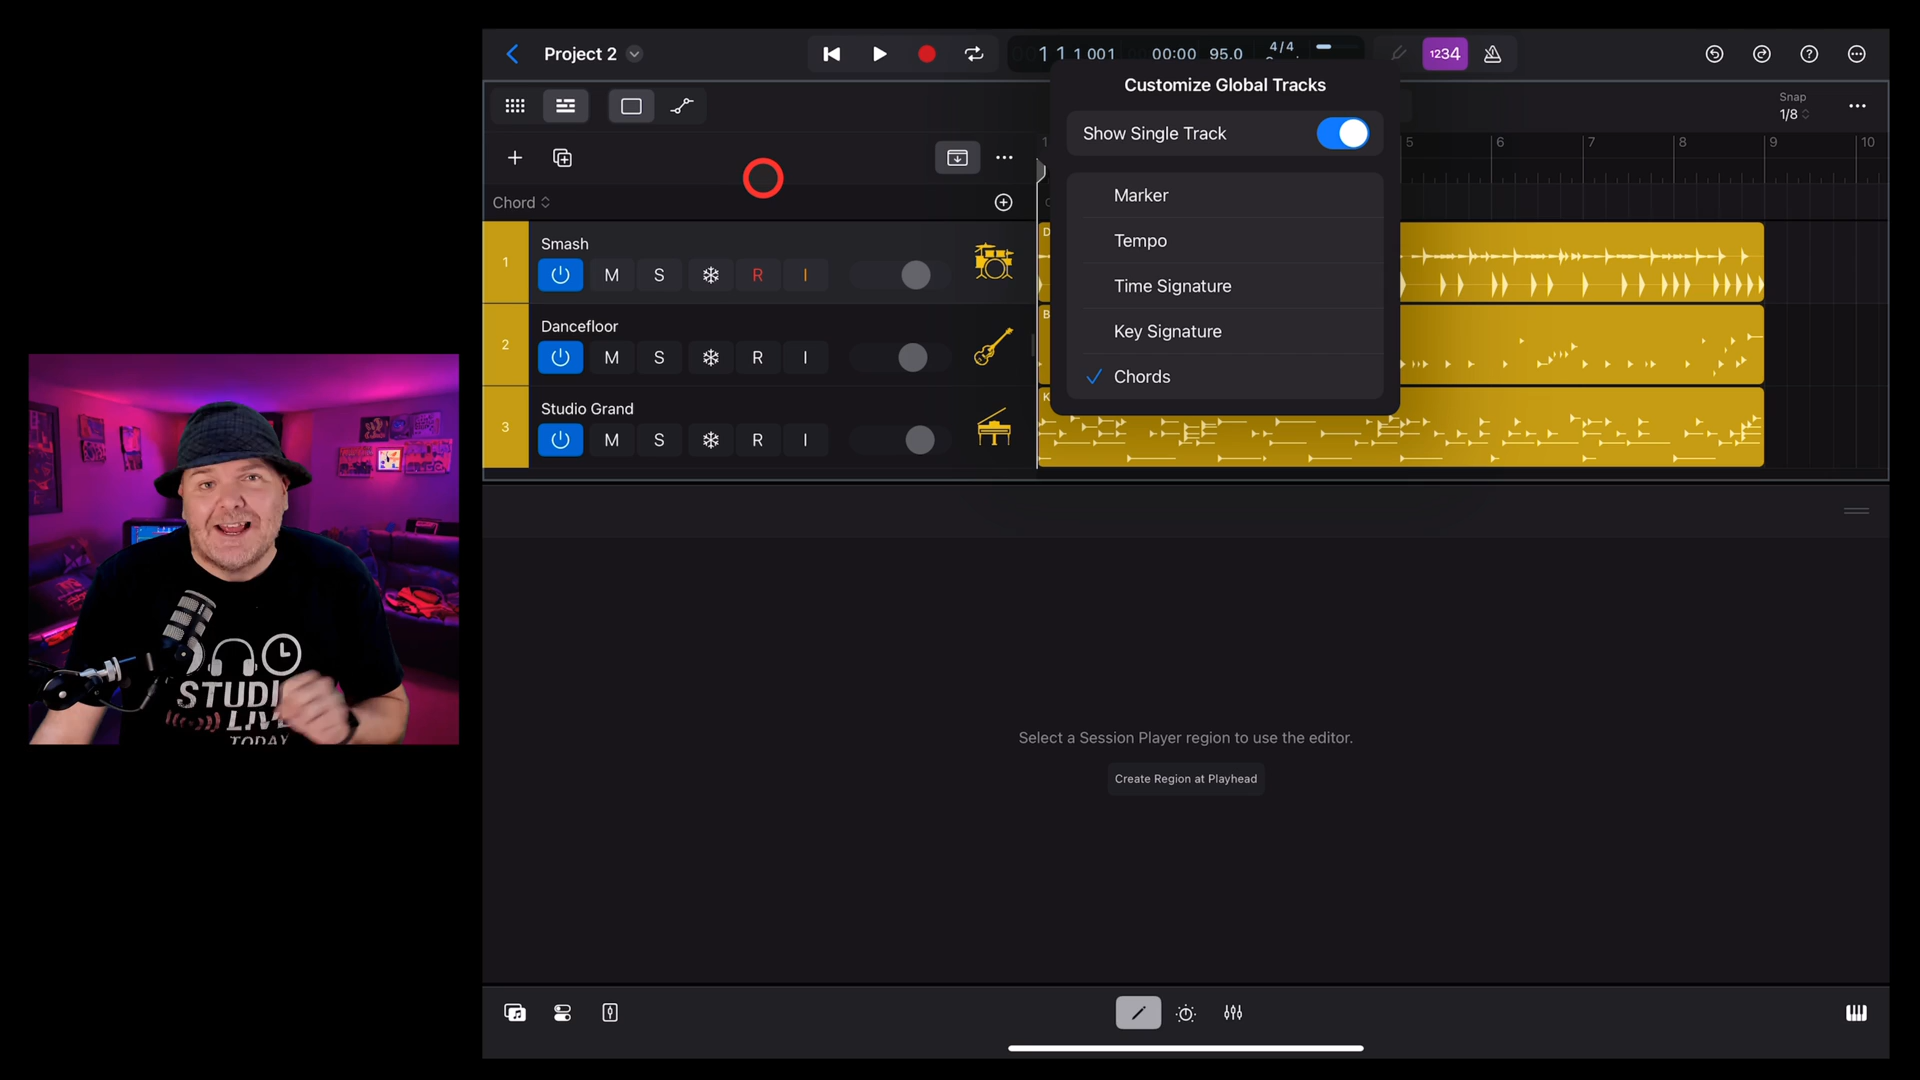 Project 2
1 1 1 001
00:00
95.0
4/4
1234
Customize Global Tracks
Show Single Track
Marker
Tempo
Time Signature
Key Signature
Chords
Snap
1/8
1
5
6
7
8
9
10
Chord
1
Smash
M S R I
2
Dancefloor
M S R I
3
Studio Grand
M S R I
D
B
K
Select a Session Player region to use the editor.
Create Region at Playhead
LIVE
TODAY